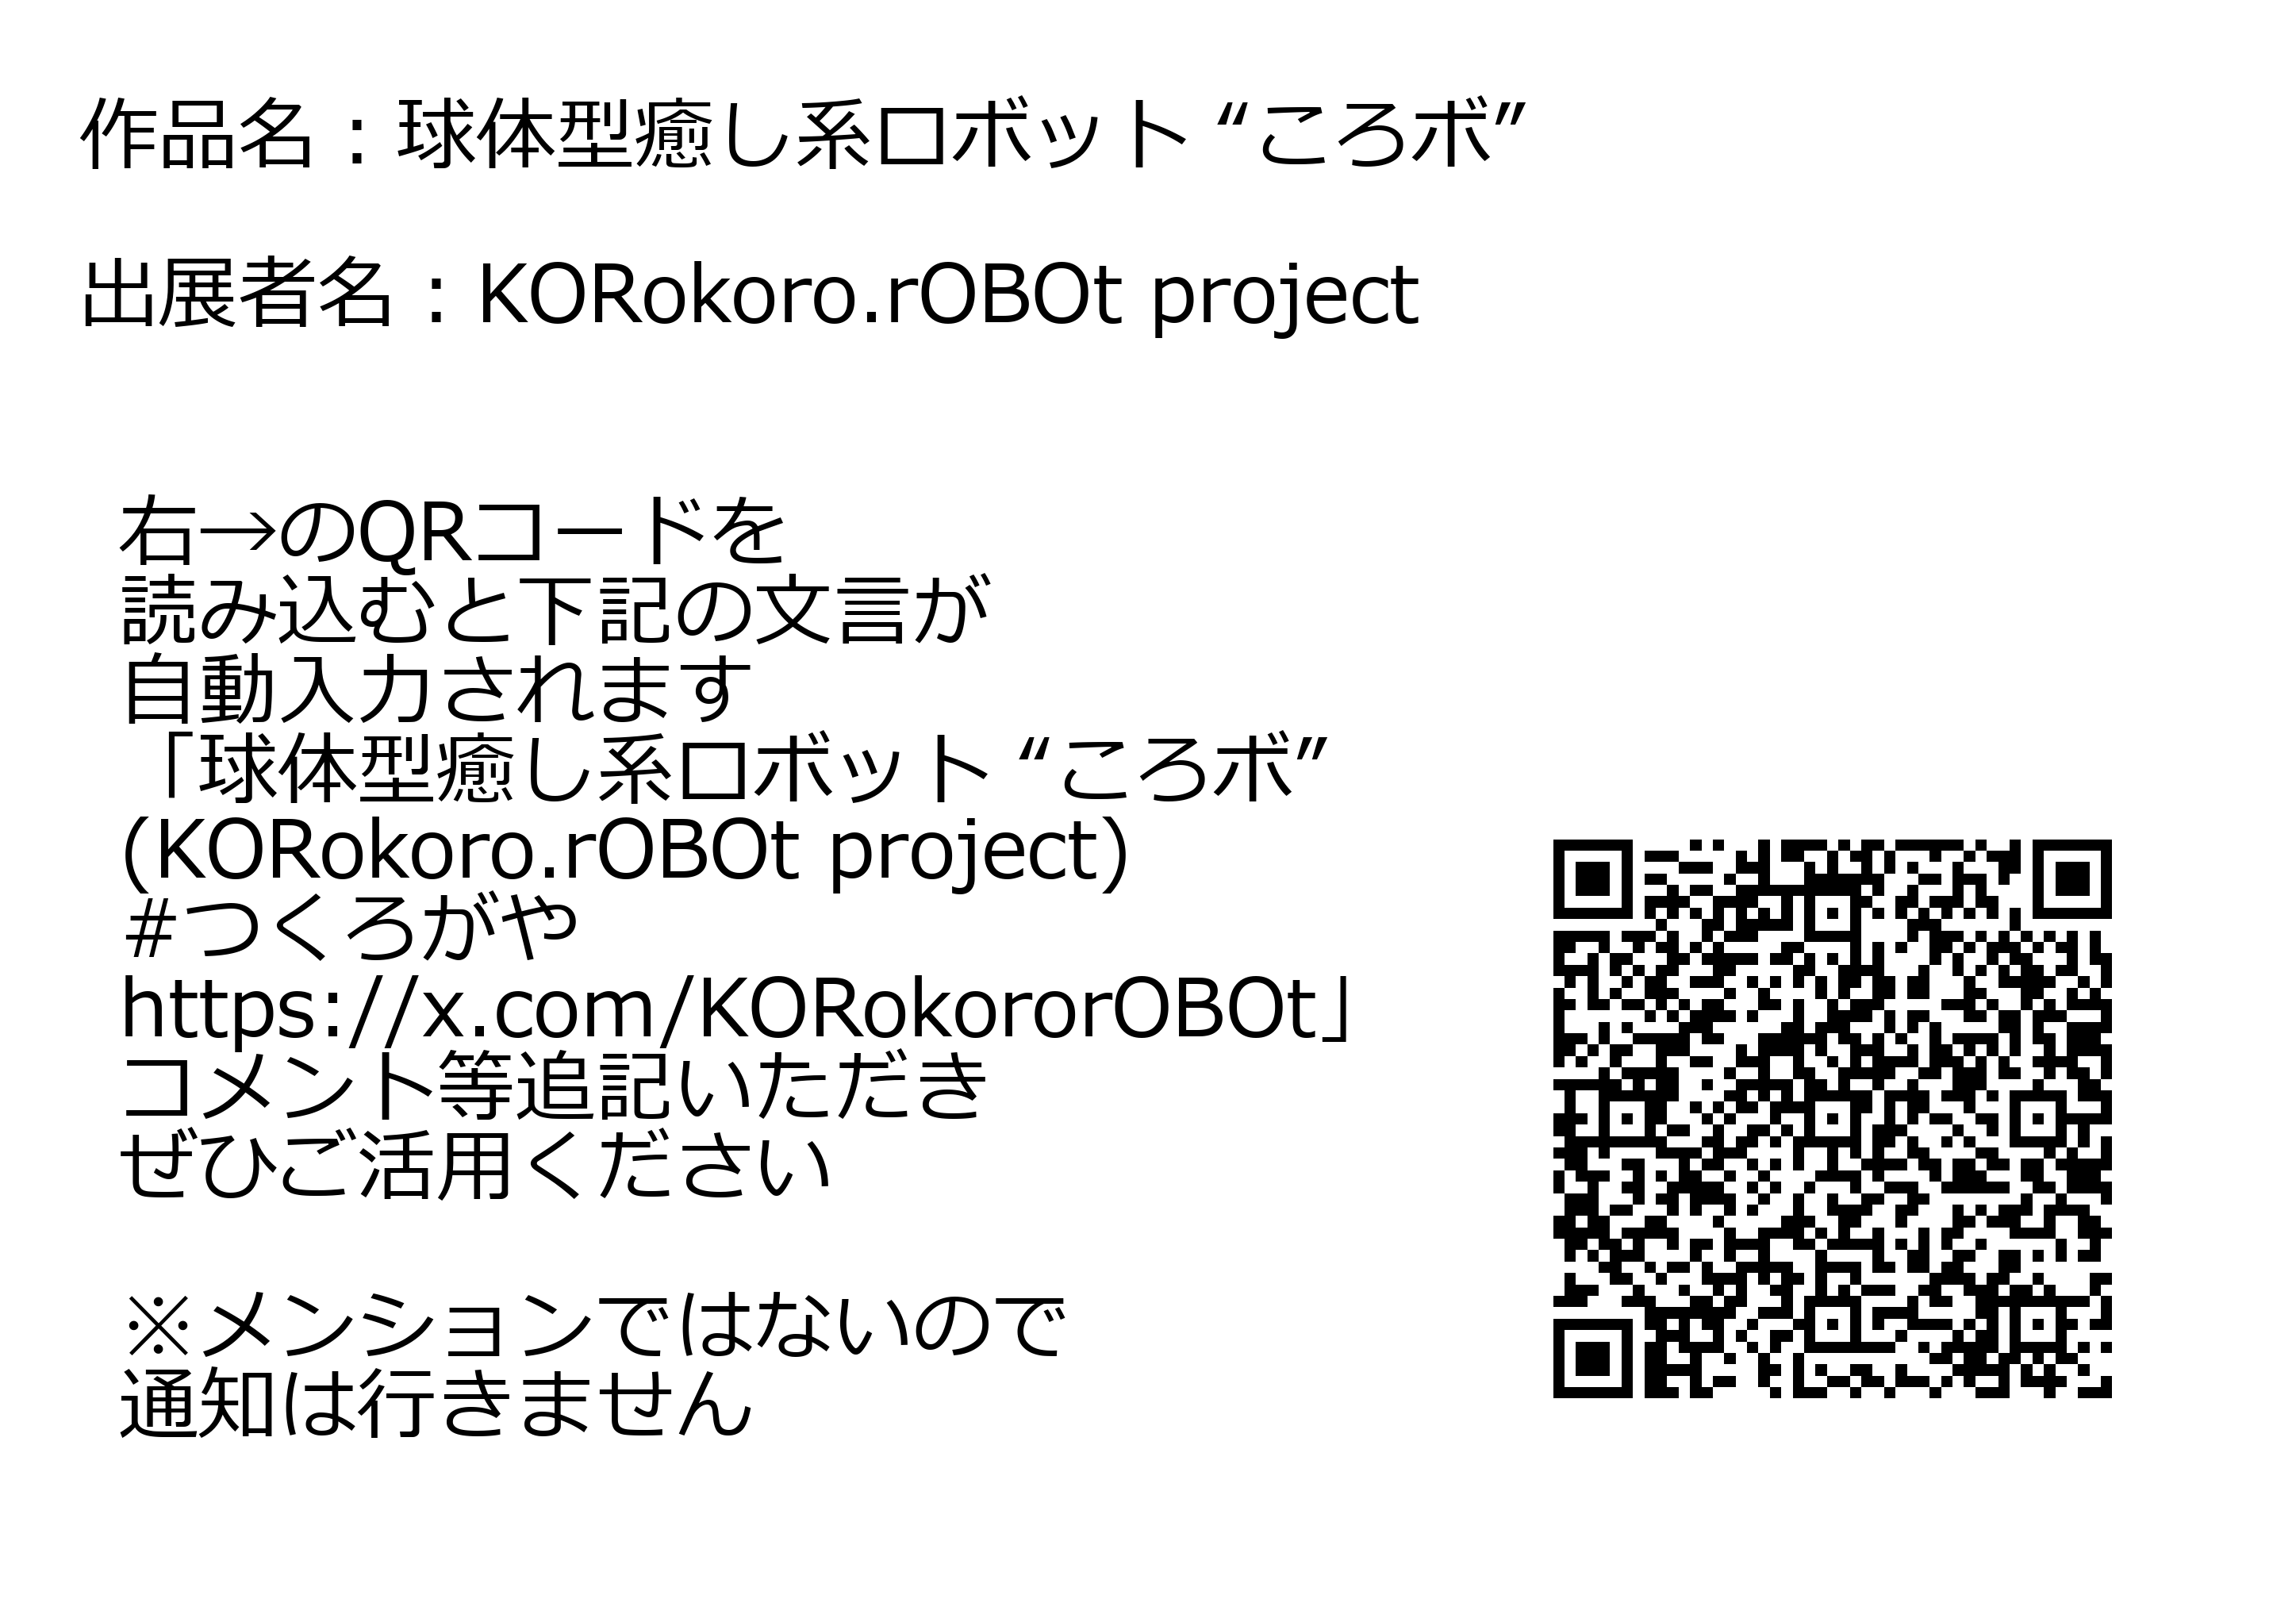 作品名：球体型癒し系ロボット “ころボ”
出展者名：KORokoro.rOBOt project
右→のQRコードを
読み込むと下記の文言が
自動入力されます
「球体型癒し系ロボット “ころボ”
(KORokoro.rOBOt project)
#つくろがや
https://x.com/KORokororOBOt」
コメント等追記いただき
ぜひご活用ください
※メンションではないので
通知は行きません